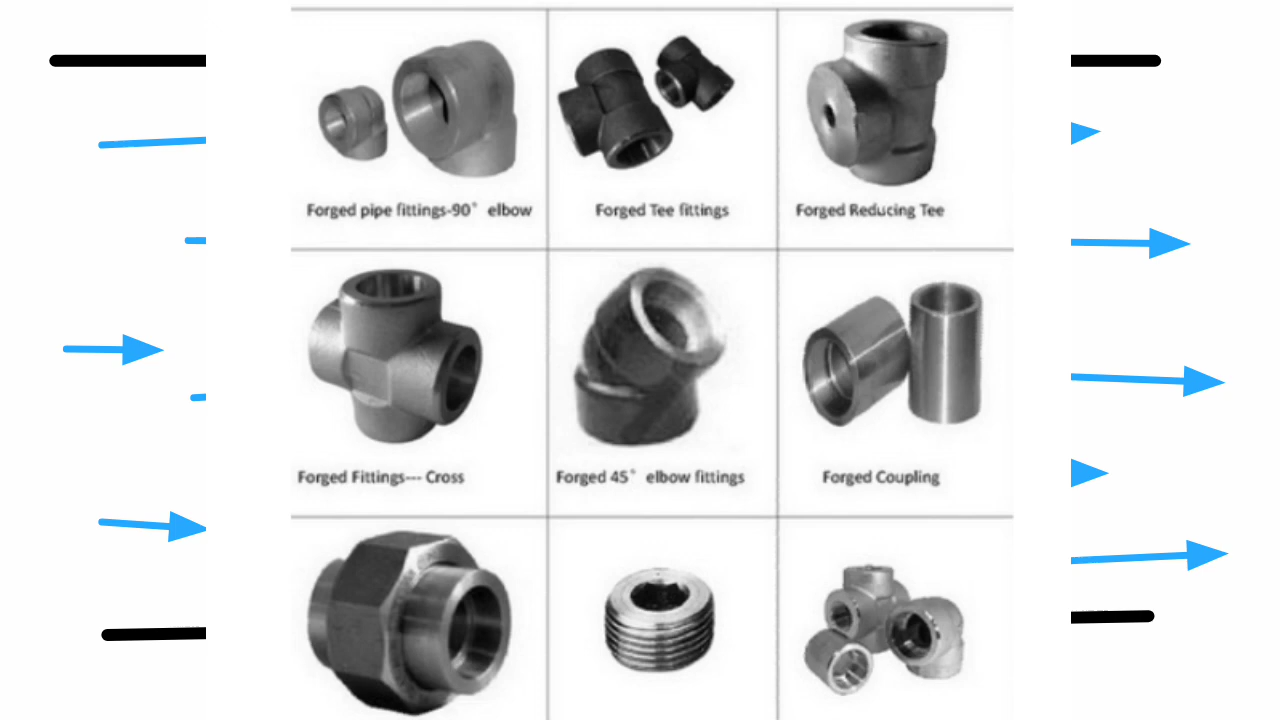 Forged pipe fittings-90° elbow
Forged Tee fittings
Forged Reducing Tee
Forged Fittings--- Cross
Forged 45° elbow fittings
Forged Coupling